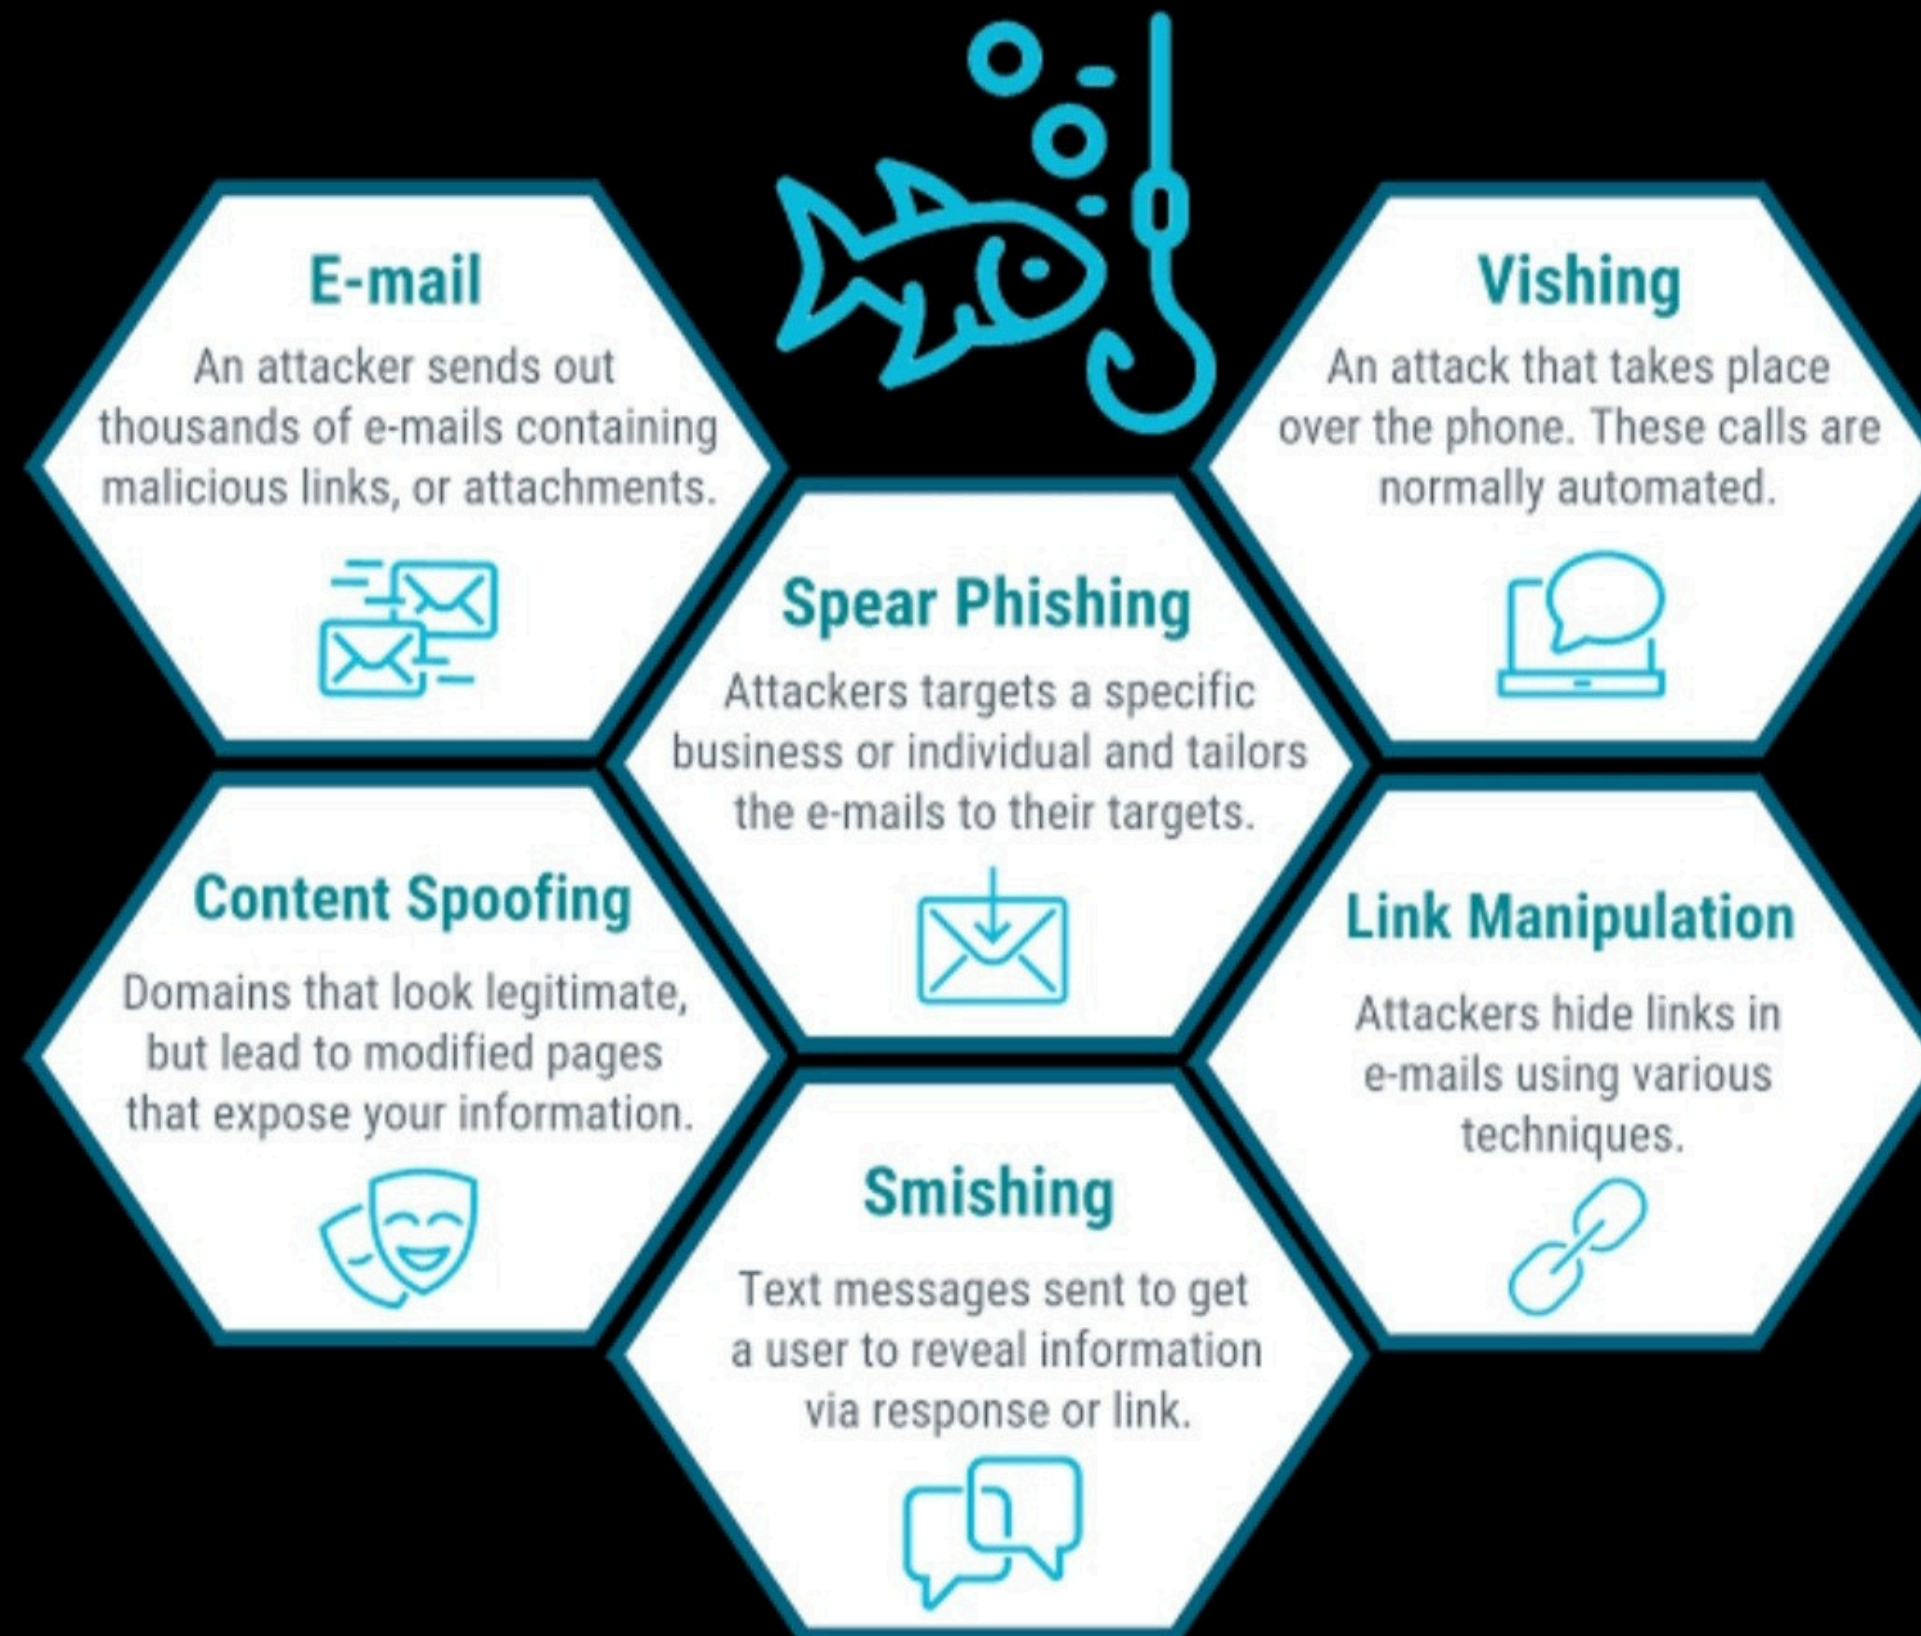 E-mail
An attacker sends out
thousands of e-mails containing
malicious links, or attachments.
Vishing
An attack that takes place
over the phone. These calls are
normally automated.
Spear Phishing
Attackers targets a specific
business or individual and tailors
the e-mails to their targets.
Content Spoofing
Domains that look legitimate,
but lead to modified pages
that expose your information.
Link Manipulation
Attackers hide links in
e-mails using various
techniques.
Smishing
Text messages sent to get
a user to reveal information
via response or link.